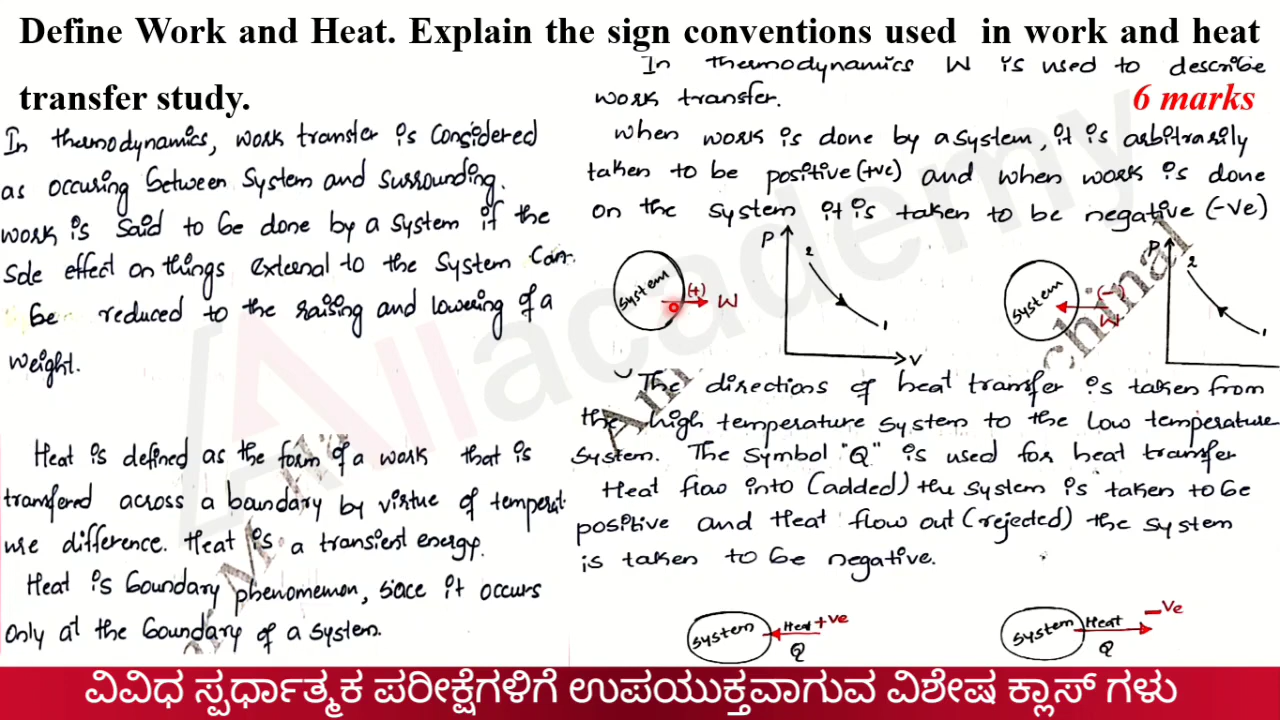 Define Work and Heat. Explain the sign conventions used in work and heat
transfer study.
6 marks
In thermodynamics, work transfer is considered
as occuring between System and surrounding.
work is said to be done by a system if the
Sole effect on things external to the system can
be reduced to the raising and lowering of a
weight.
Heat is defined as the form of a work that is
transfered across a boundary by virtue of temperat
ure difference. Heat is a transient energy.
Heat is boundary phenomenon, since it occurs
only at the boundary of a system.
In thermodynamics W is used to describe
work transfer.
when work is done by a system, it is arbitrarily
taken to be positive (+ve) and when work is done
on the system it is taken to be negative (-Ve)
System (+) W
P 2 1 V
System (-) W
P 2 1
The directions of heat transfer is taken from
the high temperature system to the low temperature
System. The symbol "Q" is used for heat transfer
Heat flow into (added) the system is taken to be
positive and Heat flow out (rejected) the system
is taken to be negative.
System Heat +ve
Q
System Heat -Ve
Q
Allacademy
ವಿವಿಧ ಸ್ಪರ್ಧಾತ್ಮಕ ಪರೀಕ್ಷೆಗಳಿಗೆ ಉಪಯುಕ್ತವಾಗುವ ವಿಶೇಷ ಕ್ಲಾಸ್ ಗಳು